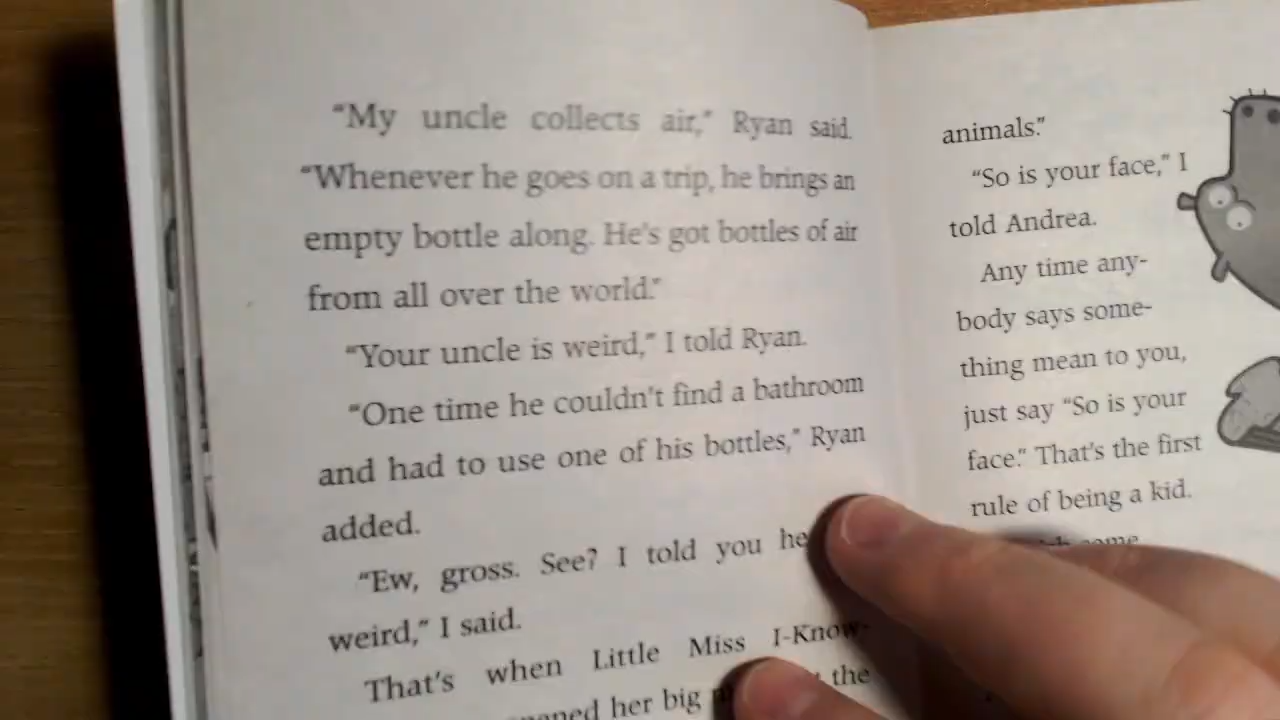 “My uncle collects air,” Ryan said.
“Whenever he goes on a trip, he brings an
empty bottle along. He's got bottles of air
from all over the world.”
“Your uncle is weird,” I told Ryan.
“One time he couldn't find a bathroom
and had to use one of his bottles,” Ryan
added.
“Ew, gross. See? I told you
weird,” I said.
That's when Little Miss I-Know-
her big the
animals.”
“So is your face,” I
told Andrea.
Any time any-
body says some-
thing mean to you,
just say “So is your
face.” That's the first
rule of being a kid.
come